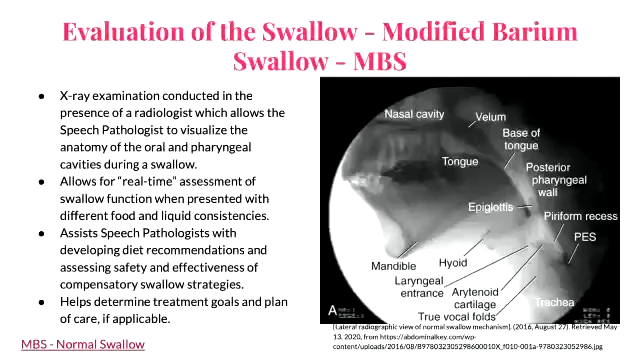 Evaluation of the Swallow - Modified Barium
Swallow - MBS
● X-ray examination conducted in the
presence of a radiologist which allows the
Speech Pathologist to visualize the
anatomy of the oral and pharyngeal
cavities during a swallow.
● Allows for “real-time” assessment of
swallow function when presented with
different food and liquid consistencies.
● Assists Speech Pathologists with
developing diet recommendations and
assessing safety and effectiveness of
compensatory swallow strategies.
● Helps determine treatment goals and plan
of care, if applicable.
MBS - Normal Swallow
Nasal cavity
Velum
Base of
tongue
Tongue
Posterior
pharyngeal
wall
Epiglottis
Piriform recess
PES
Mandible
Hyoid
Laryngeal
entrance
Arytenoid
cartilage
True vocal folds
Trachea
A
[Lateral radiographic view of normal swallow mechanism]. (2016, August 27). Retrieved May
13, 2020, from https://abdominalkey.com/wp-
content/uploads/2016/08/B978032305298600010X_f010-001a-9780323052986.jpg